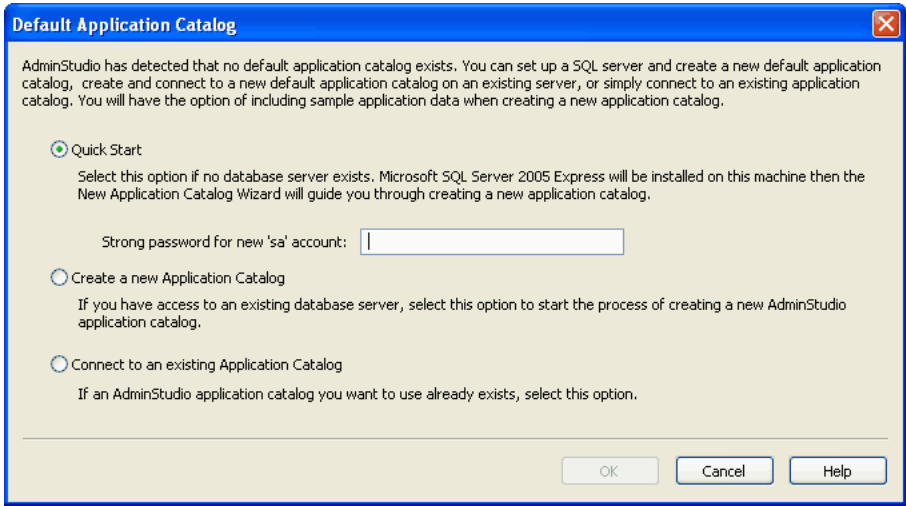 Default Application Catalog
AdminStudio has detected that no default application catalog exists. You can set up a SQL server and create a new default application
catalog, create and connect to a new default application catalog on an existing server, or simply connect to an existing application
catalog. You will have the option of including sample application data when creating a new application catalog.
Quick Start
Select this option if no database server exists. Microsoft SQL Server 2005 Express will be installed on this machine then the
New Application Catalog Wizard will guide you through creating a new application catalog.
Strong password for new 'sa' account:
Create a new Application Catalog
If you have access to an existing database server, select this option to start the process of creating a new AdminStudio
application catalog.
Connect to an existing Application Catalog
If an AdminStudio application catalog you want to use already exists, select this option.
OK Cancel Help